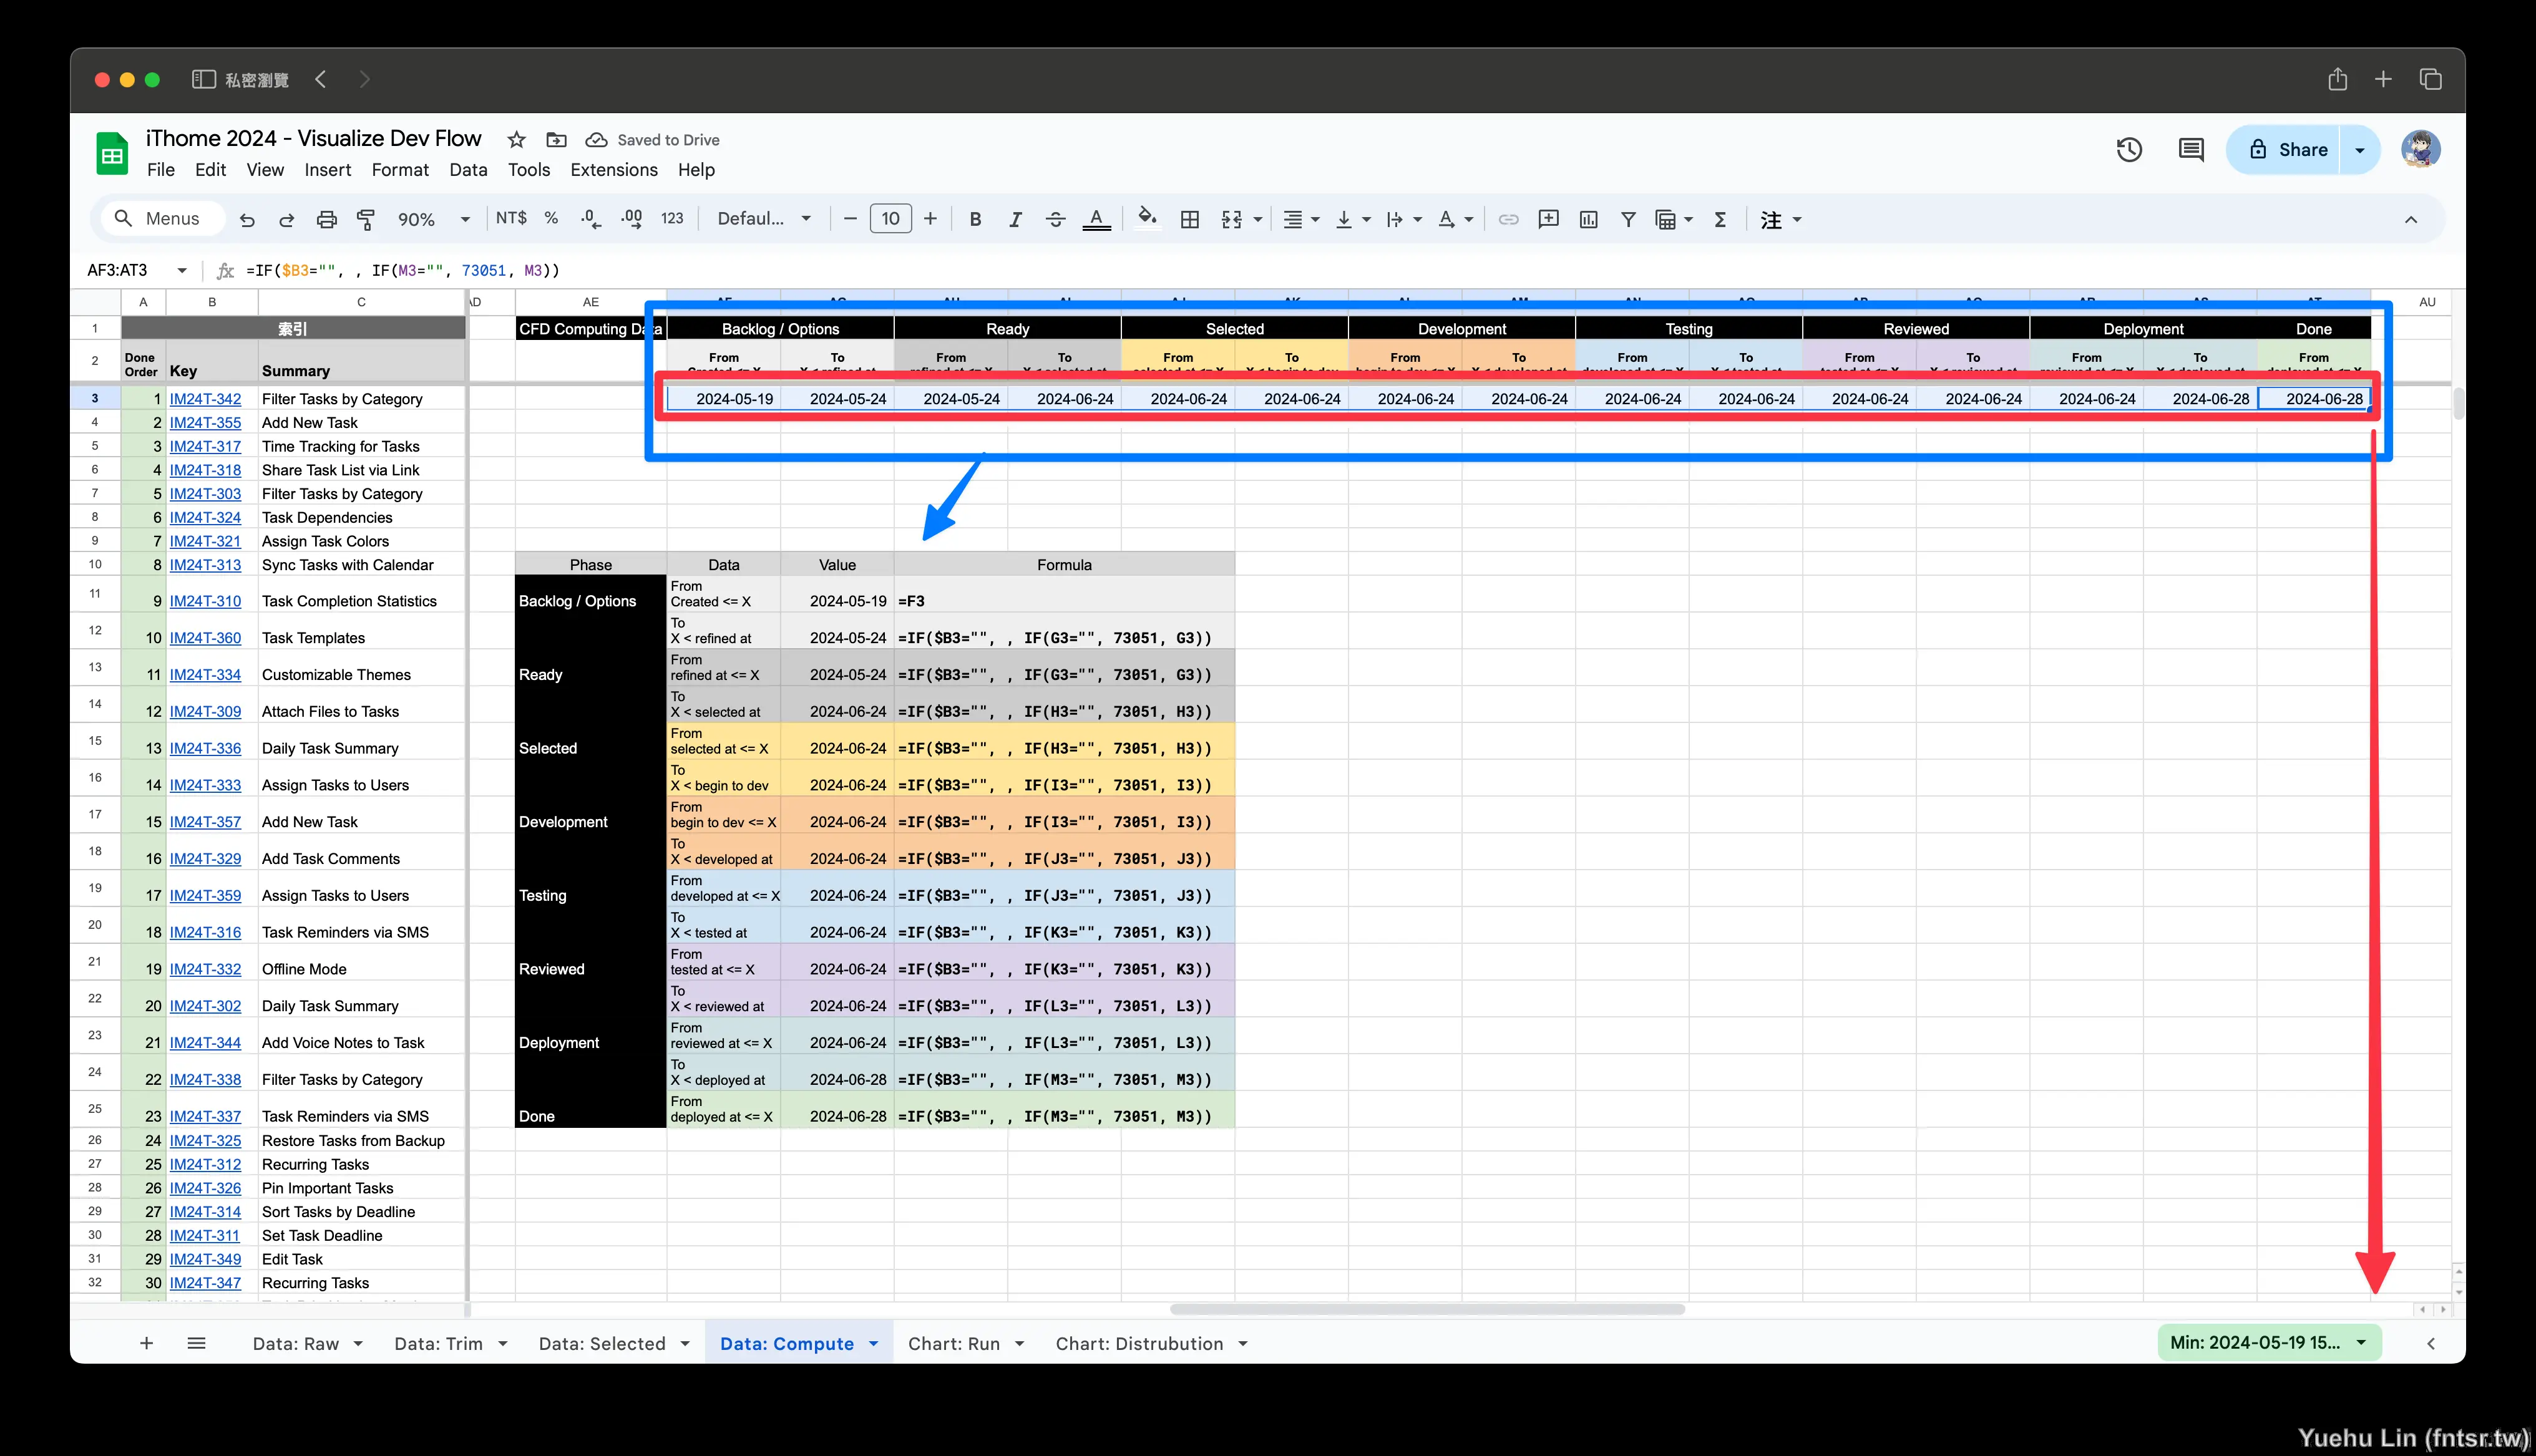 私密瀏覽
iThome 2024 - Visualize Dev Flow
Saved to Drive
File Edit View Insert Format Data Tools Extensions Help
Share
Menus 90% NT$ % .0 .00 123 Defaul... 10 B I A 注
AF3:AT3 =IF($B3="", , IF(M3="", 73051, M3))
A B C AE AU
1 索引 CFD Computing Data Backlog / Options Ready Selected Development Testing Reviewed Deployment Done
2 Done Order Key Summary From To From To From To From To From To From To From To From
3 1 IM24T-342 Filter Tasks by Category 2024-05-19 2024-05-24 2024-05-24 2024-06-24 2024-06-24 2024-06-24 2024-06-24 2024-06-24 2024-06-24 2024-06-24 2024-06-24 2024-06-24 2024-06-24 2024-06-28 2024-06-28
4 2 IM24T-355 Add New Task
5 3 IM24T-317 Time Tracking for Tasks
6 4 IM24T-318 Share Task List via Link
7 5 IM24T-303 Filter Tasks by Category
8 6 IM24T-324 Task Dependencies
9 7 IM24T-321 Assign Task Colors
10 8 IM24T-313 Sync Tasks with Calendar Phase Data Value Formula
11 9 IM24T-310 Task Completion Statistics Backlog / Options From Created <= X 2024-05-19 =F3
12 10 IM24T-360 Task Templates To X < refined at 2024-05-24 =IF($B3="", , IF(G3="", 73051, G3))
13 11 IM24T-334 Customizable Themes Ready From refined at <= X 2024-05-24 =IF($B3="", , IF(G3="", 73051, G3))
14 12 IM24T-309 Attach Files to Tasks To X < selected at 2024-06-24 =IF($B3="", , IF(H3="", 73051, H3))
15 13 IM24T-336 Daily Task Summary Selected From selected at <= X 2024-06-24 =IF($B3="", , IF(H3="", 73051, H3))
16 14 IM24T-333 Assign Tasks to Users To X < begin to dev 2024-06-24 =IF($B3="", , IF(I3="", 73051, I3))
17 15 IM24T-357 Add New Task Development From begin to dev <= X 2024-06-24 =IF($B3="", , IF(I3="", 73051, I3))
18 16 IM24T-329 Add Task Comments To X < developed at 2024-06-24 =IF($B3="", , IF(J3="", 73051, J3))
19 17 IM24T-359 Assign Tasks to Users Testing From developed at <= X 2024-06-24 =IF($B3="", , IF(J3="", 73051, J3))
20 18 IM24T-316 Task Reminders via SMS To X < tested at 2024-06-24 =IF($B3="", , IF(K3="", 73051, K3))
21 19 IM24T-332 Offline Mode Reviewed From tested at <= X 2024-06-24 =IF($B3="", , IF(K3="", 73051, K3))
22 20 IM24T-302 Daily Task Summary To X < reviewed at 2024-06-24 =IF($B3="", , IF(L3="", 73051, L3))
23 21 IM24T-344 Add Voice Notes to Task Deployment From reviewed at <= X 2024-06-24 =IF($B3="", , IF(L3="", 73051, L3))
24 22 IM24T-338 Filter Tasks by Category To X < deployed at 2024-06-28 =IF($B3="", , IF(M3="", 73051, M3))
25 23 IM24T-337 Task Reminders via SMS Done From deployed at <= X 2024-06-28 =IF($B3="", , IF(M3="", 73051, M3))
26 24 IM24T-325 Restore Tasks from Backup
27 25 IM24T-312 Recurring Tasks
28 26 IM24T-326 Pin Important Tasks
29 27 IM24T-314 Sort Tasks by Deadline
30 28 IM24T-311 Set Task Deadline
31 29 IM24T-349 Edit Task
32 30 IM24T-347 Recurring Tasks
Data: Raw Data: Trim Data: Selected Data: Compute Chart: Run Chart: Distrubution Min: 2024-05-19 15...
Yuehu Lin (fntsr.tw)